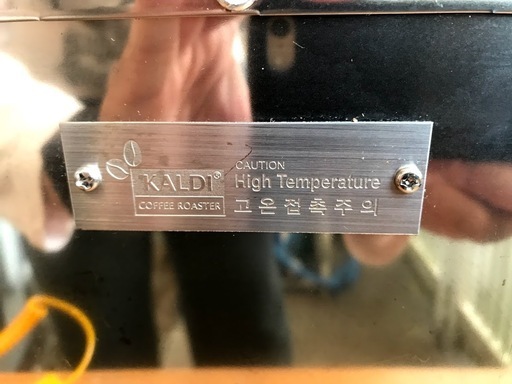 KALDI®
COFFEE ROASTER
CAUTION
High Temperature
고온접촉주의